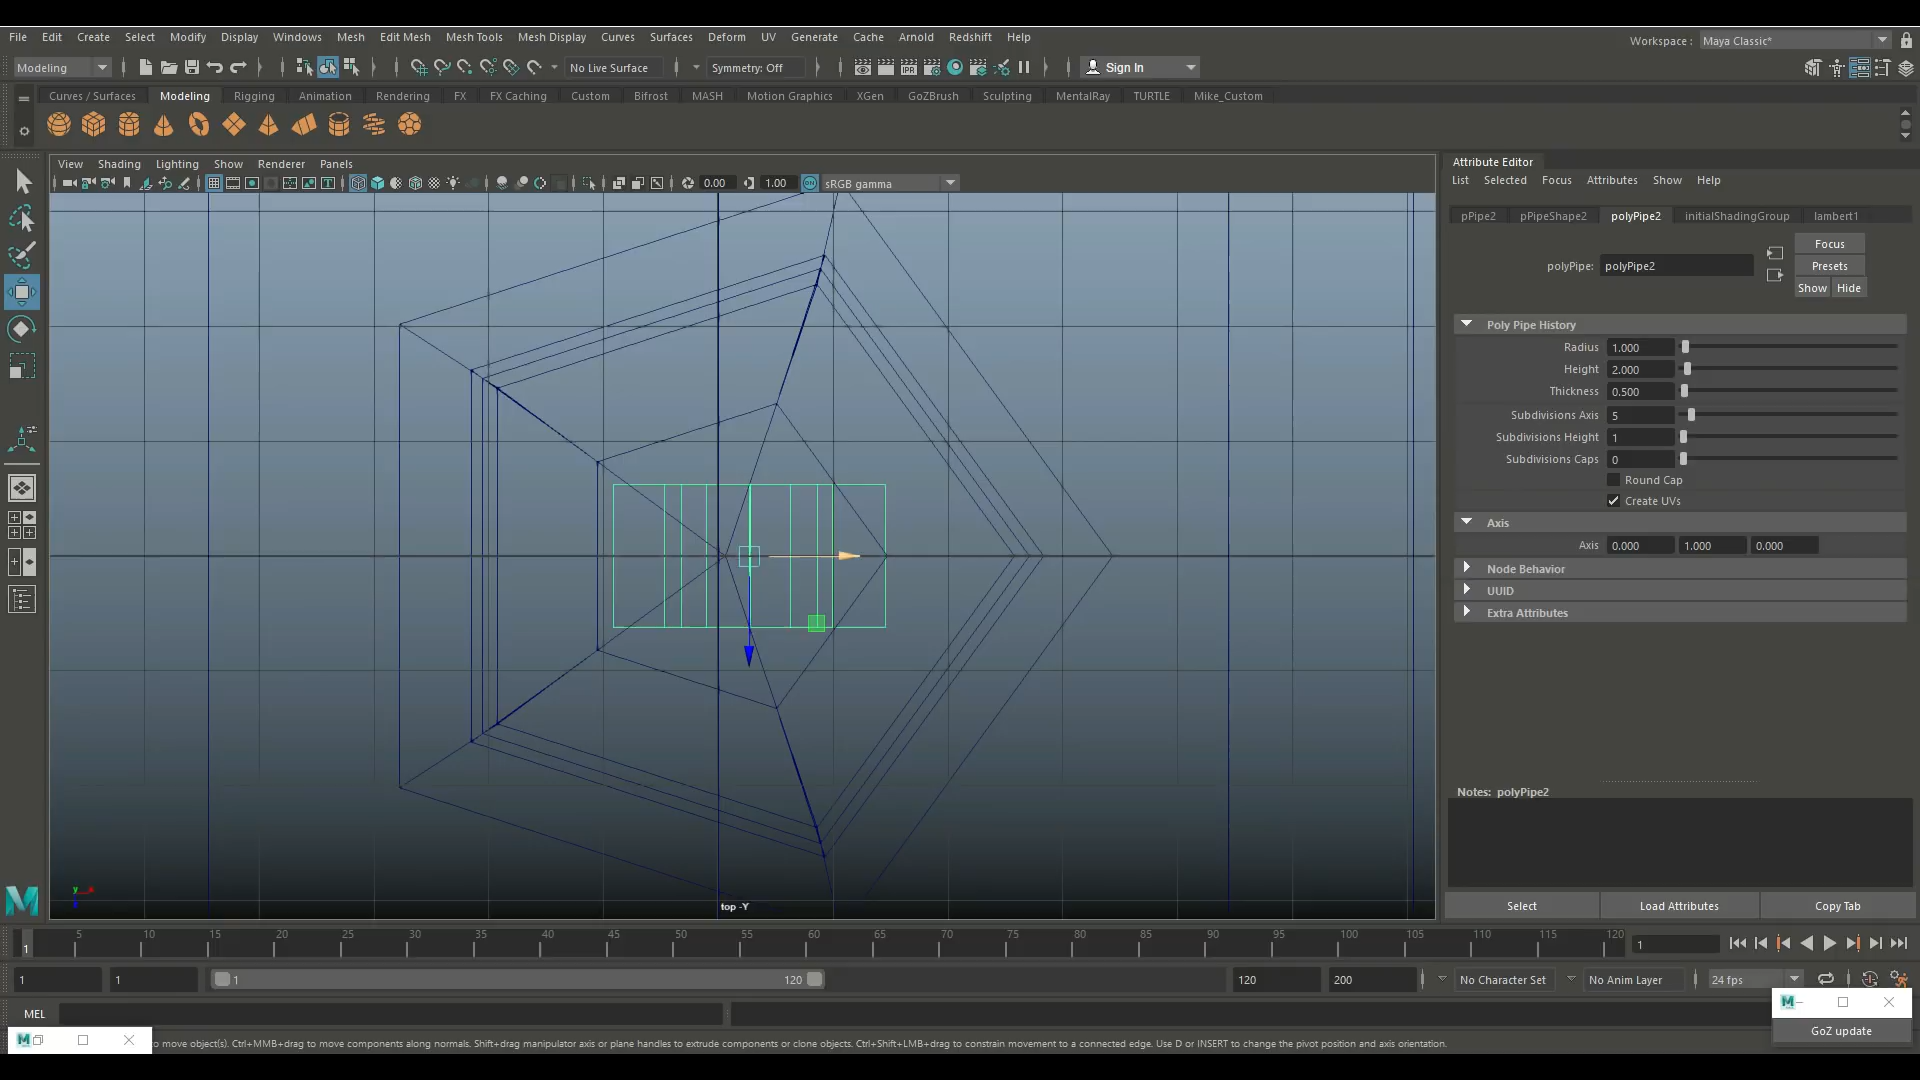 File Edit Create Select Modify Display Windows Mesh Edit Mesh Mesh Tools Mesh Display Curves Surfaces Deform UV Generate Cache Arnold Redshift Help
Workspace : Maya Classic*
Modeling No Live Surface Symmetry: Off IPR Sign In
Curves / Surfaces Modeling Rigging Animation Rendering FX FX Caching Custom Bifrost MASH Motion Graphics XGen GoZBrush Sculpting MentalRay TURTLE Mike_Custom
View Shading Lighting Show Renderer Panels
0.00 1.00 ON sRGB gamma
top -Y
Attribute Editor
List Selected Focus Attributes Show Help
pPipe2 pPipeShape2 polyPipe2 initialShadingGroup lambert1
Focus
polyPipe: polyPipe2 Presets
Show Hide
Poly Pipe History
Radius 1.000
Height 2.000
Thickness 0.500
Subdivisions Axis 5
Subdivisions Height 1
Subdivisions Caps 0
Round Cap
Create UVs
Axis
Axis 0.000 1.000 0.000
Node Behavior
UUID
Extra Attributes
Notes: polyPipe2
Select Load Attributes Copy Tab
1 5 10 15 20 25 30 35 40 45 50 55 60 65 70 75 80 85 90 95 100 105 110 115 120 1
1 1 1 120 120 200 No Character Set No Anim Layer 24 fps
MEL
GoZ update
to move object(s). Ctrl+MMB+drag to move components along normals. Shift+drag manipulator axis or plane handles to extrude components or clone objects. Ctrl+Shift+LMB+drag to constrain movement to a connected edge. Use D or INSERT to change the pivot position and axis orientation.